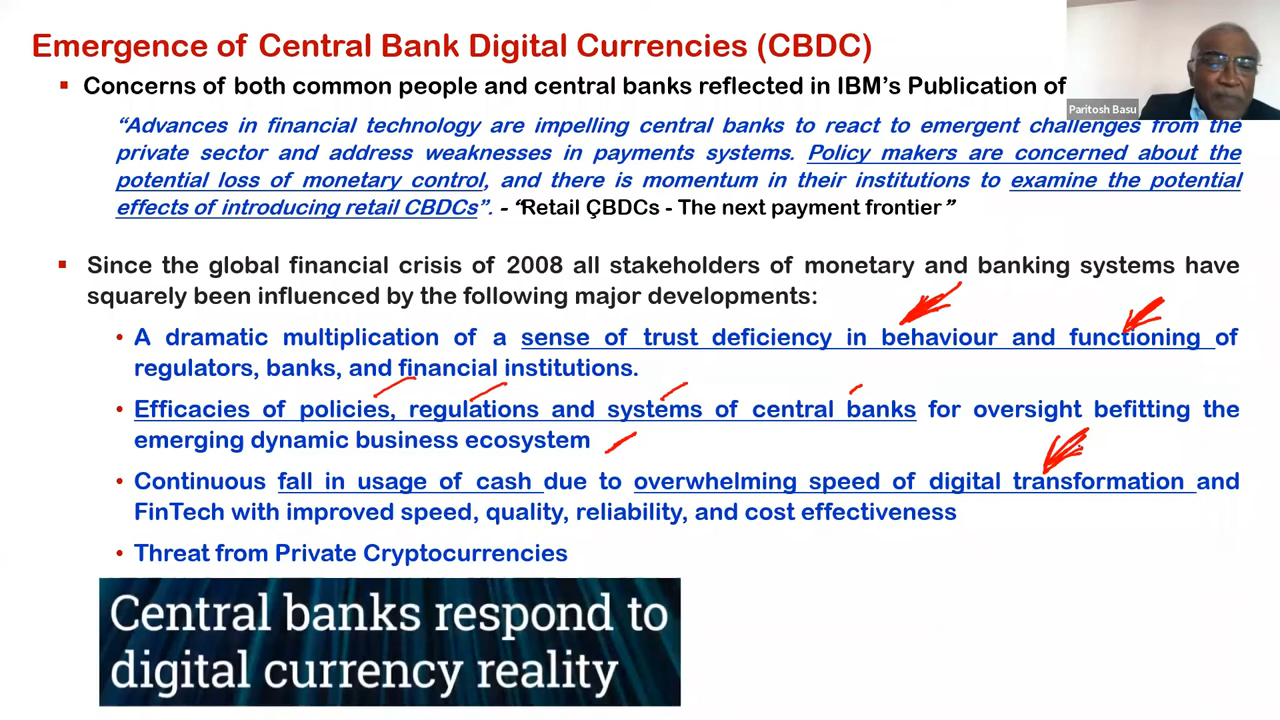 Emergence of Central Bank Digital Currencies (CBDC)
▪ Concerns of both common people and central banks reflected in IBM's Publication of
Paritosh Basu
“Advances in financial technology are impelling central banks to react to emergent challenges from the
private sector and address weaknesses in payments systems. Policy makers are concerned about the
potential loss of monetary control, and there is momentum in their institutions to examine the potential
effects of introducing retail CBDCs”. - “Retail ÇBDCs - The next payment frontier”
▪ Since the global financial crisis of 2008 all stakeholders of monetary and banking systems have
squarely been influenced by the following major developments:
• A dramatic multiplication of a sense of trust deficiency in behaviour and functioning of
regulators, banks, and financial institutions.
• Efficacies of policies, regulations and systems of central banks for oversight befitting the
emerging dynamic business ecosystem
• Continuous fall in usage of cash due to overwhelming speed of digital transformation and
FinTech with improved speed, quality, reliability, and cost effectiveness
• Threat from Private Cryptocurrencies
Central banks respond to
digital currency reality